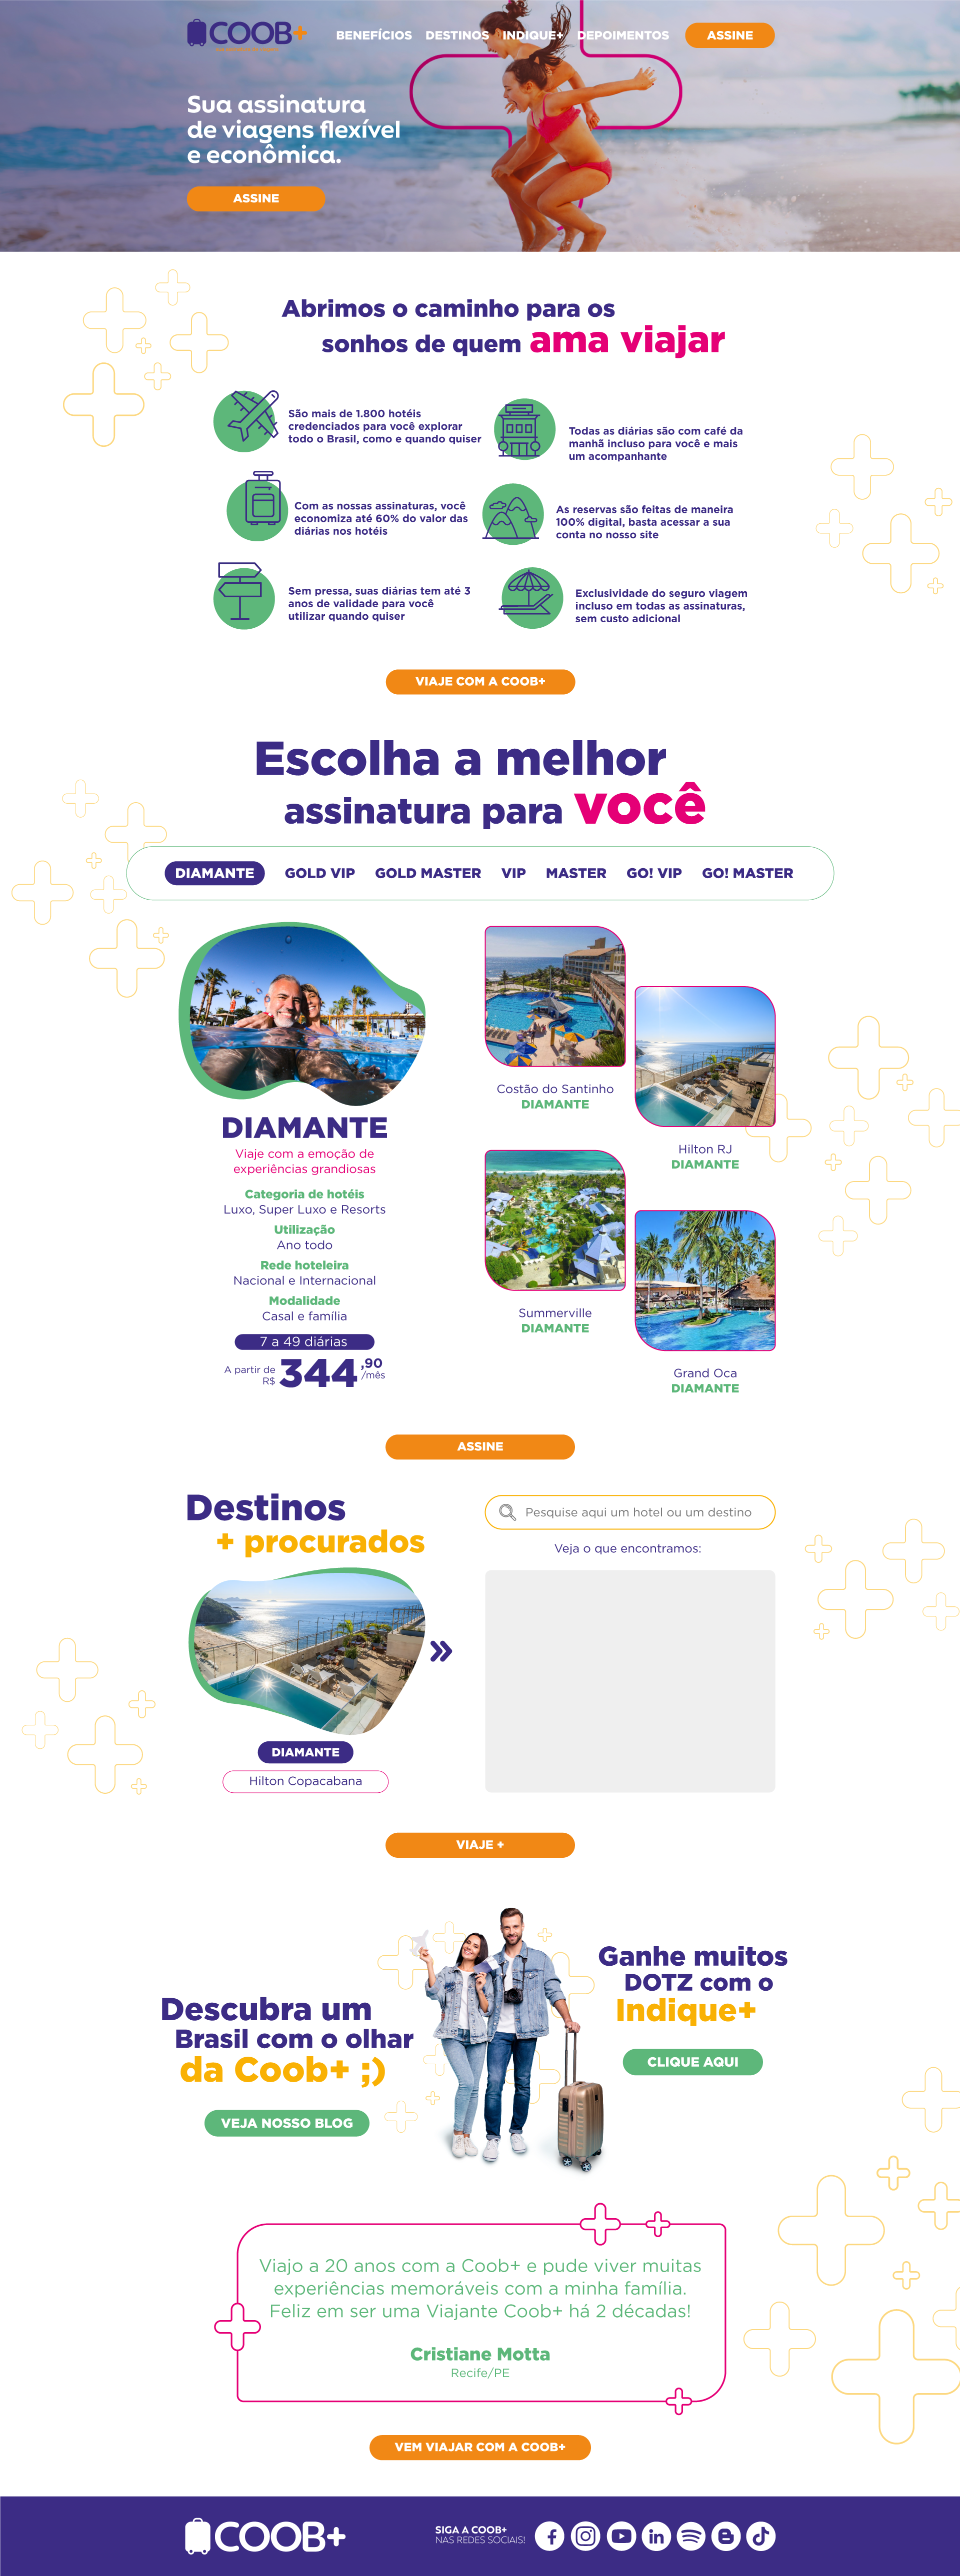 COOB+
BENEFÍCIOS DESTINOS INDIQUE+ DEPOIMENTOS ASSINE
Sua assinatura
de viagens flexível
e econômica.
ASSINE
Abrimos o caminho para os
sonhos de quem ama viajar
São mais de 1.800 hotéis
credenciados para você explorar
todo o Brasil, como e quando quiser
Todas as diárias são com café da
manhã incluso para você e mais
um acompanhante
Com as nossas assinaturas, você
economiza até 60% do valor das
diárias nos hotéis
As reservas são feitas de maneira
100% digital, basta acessar a sua
conta no nosso site
Sem pressa, suas diárias tem até 3
anos de validade para você
utilizar quando quiser
Exclusividade do seguro viagem
incluso em todas as assinaturas,
sem custo adicional
VIAJE COM A COOB+
Escolha a melhor
assinatura para você
DIAMANTE GOLD VIP GOLD MASTER VIP MASTER GO! VIP GO! MASTER
DIAMANTE
Viaje com a emoção de
experiências grandiosas
Categoria de hotéis
Luxo, Super Luxo e Resorts
Utilização
Ano todo
Rede hoteleira
Nacional e Internacional
Modalidade
Casal e família
7 a 49 diárias
A partir de
R$ 344,90
/mês
Costão do Santinho
DIAMANTE
Hilton RJ
DIAMANTE
Summerville
DIAMANTE
Grand Oca
DIAMANTE
ASSINE
Destinos
+ procurados
DIAMANTE
Hilton Copacabana
Pesquise aqui um hotel ou um destino
Veja o que encontramos:
VIAJE +
Descubra um
Brasil com o olhar
da Coob+ ;)
VEJA NOSSO BLOG
Ganhe muitos
DOTZ com o
Indique+
CLIQUE AQUI
Viajo a 20 anos com a Coob+ e pude viver muitas
experiências memoráveis com a minha família.
Feliz em ser uma Viajante Coob+ há 2 décadas!
Cristiane Motta
Recife/PE
VEM VIAJAR COM A COOB+
COOB+
SIGA A COOB+
NAS REDES SOCIAIS!